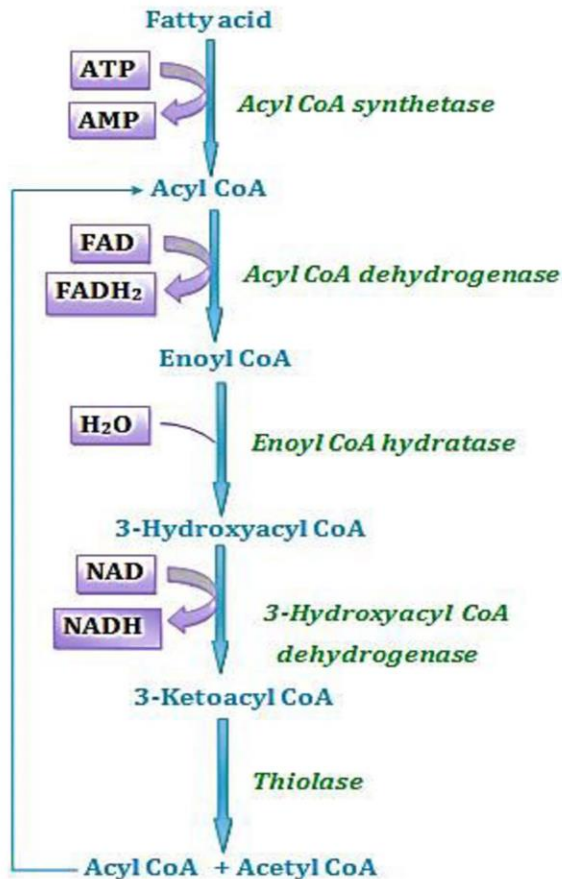 Fatty acid
ATP
AMP
Acyl CoA synthetase
Acyl CoA
FAD
FADH₂
Acyl CoA dehydrogenase
Enoyl CoA
H₂O
Enoyl CoA hydratase
3-Hydroxyacyl CoA
NAD
NADH
3-Hydroxyacyl CoA
dehydrogenase
3-Ketoacyl CoA
Thiolase
Acyl CoA + Acetyl CoA